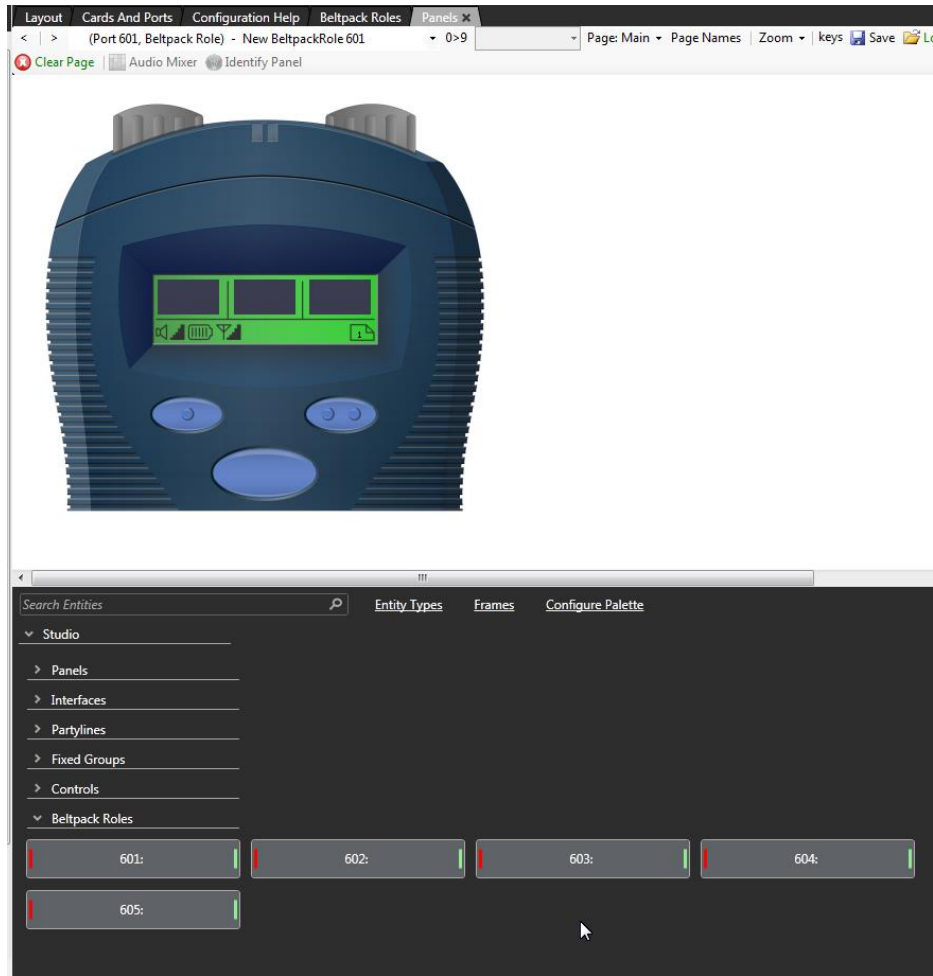 Layout Cards And Ports Configuration Help Beltpack Roles Panels ×
< | > (Port 601, Beltpack Role) - New BeltpackRole 601 0>9 Page: Main Page Names Zoom keys Save
Clear Page Audio Mixer Identify Panel
1
Search Entities Entity Types Frames Configure Palette
Studio
Panels
Interfaces
Partylines
Fixed Groups
Controls
Beltpack Roles
601: 602: 603: 604:
605: